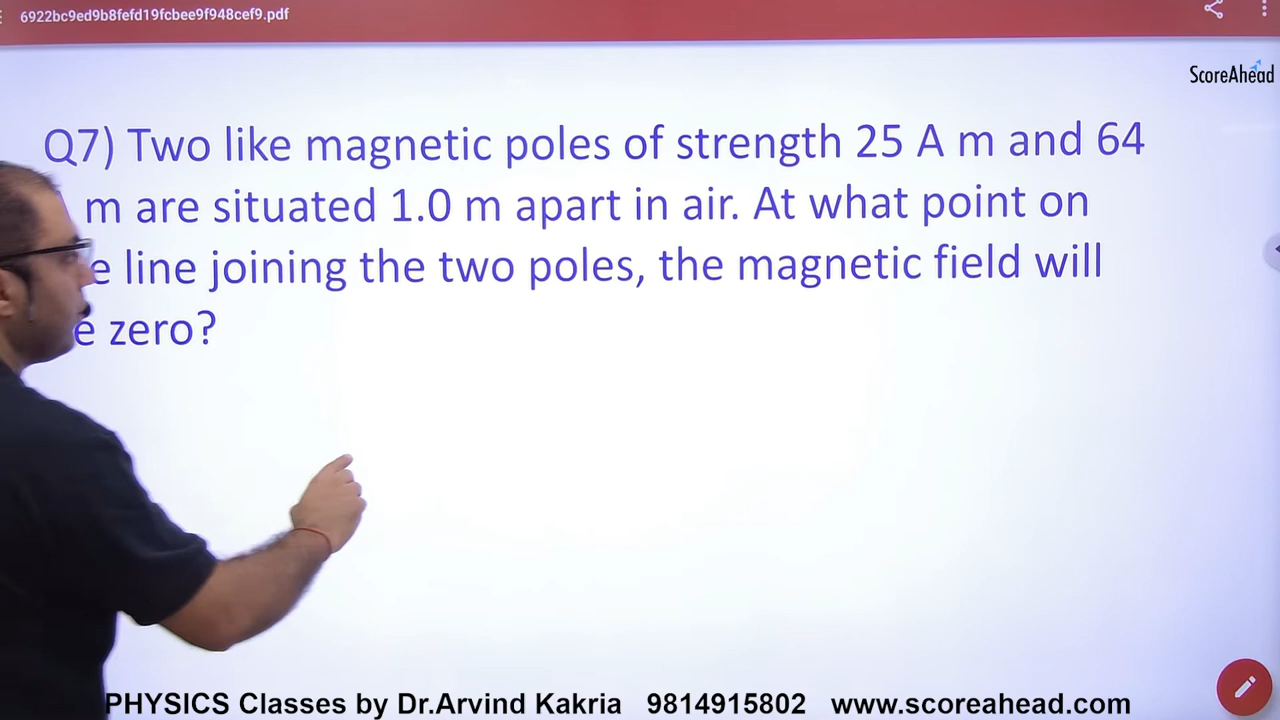 6922bc9ed9b8fefd19fcbee9f948cef9.pdf
ScoreAhead
Q7) Two like magnetic poles of strength 25 A m and 64
m are situated 1.0 m apart in air. At what point on
e line joining the two poles, the magnetic field will
e zero?
PHYSICS Classes by Dr.Arvind Kakria 9814915802 www.scoreahead.com